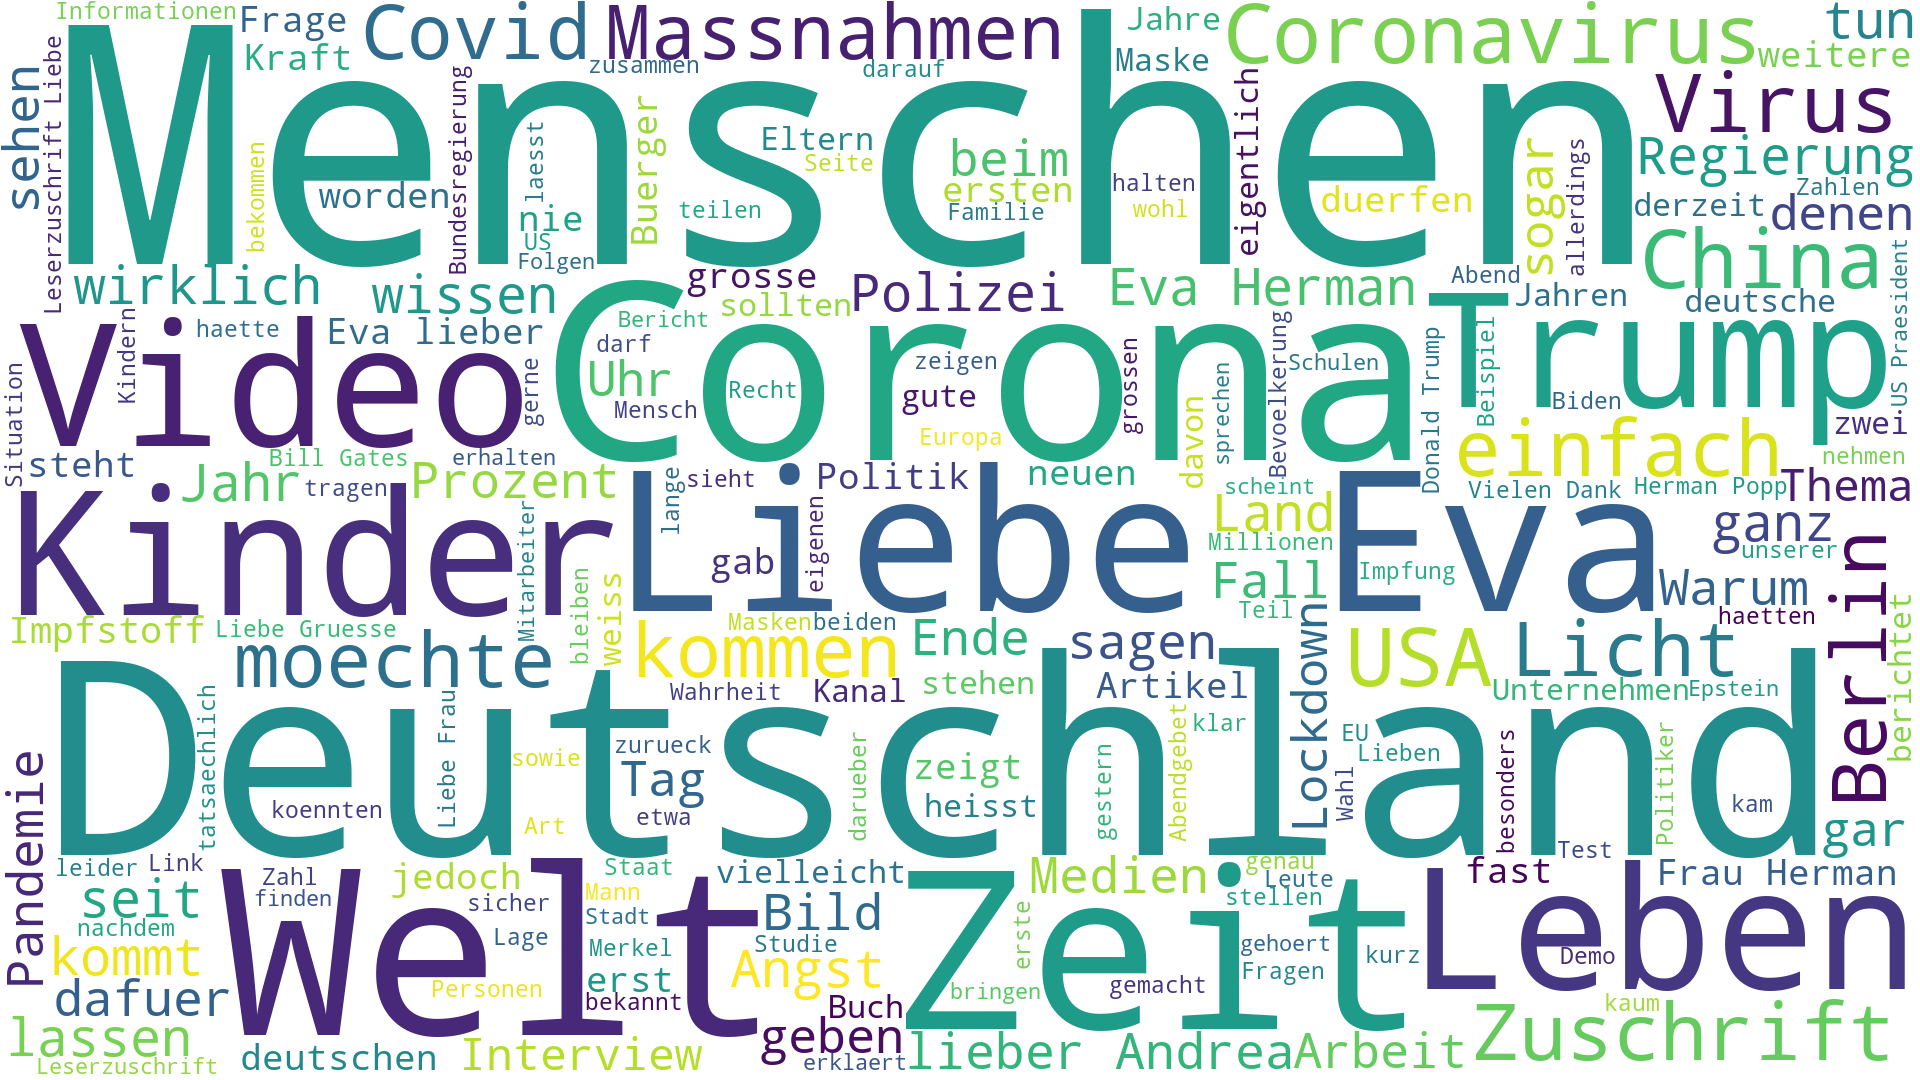 Informationen
Leserzuschrift Liebe
Frage
Covid
Massnahmen
Jahre
Coronavirus
tun
weitere
Kraft
zusammen
darauf
Maske
sehen
Menschen
Bundesregierung
Virus
bekommen
worden
laesst
Buerger
Eltern
Seite
beim
ersten
Familie
halten
wohl
eigentlich
duerfen
sogar
allerdings
Regierung
Zahlen
derzeit
denen
nie
US
Folgen
teilen
wirklich
wissen
grosse
sollten
Polizei
Eva Herman
Abend
Jahren
China
deutsche
US Praesident
Video
Kindern
haette
Eva lieber
gerne
Corona
Bericht
darf
Uhr
Mensch
Recht
zeigen
gute
Europa
grossen
davon
sprechen
Bevoelkerung
Schulen
Trump
Donald Trump
Beispiel
Biden
zwei
einfach
nehmen
Situation
steht
Bill Gates
erhalten
Jahr
tragen
Prozent
lange
sieht
Politik
neuen
scheint
Vielen Dank
Herman Popp
Thema
Kinder
Mitarbeiter
Liebe
gab
eigenen
Land
Millionen
Eva
Impfung
ganz
unserer
Fall
Teil
Warum
haetten
Berlin
bleiben
weiss
Impfstoff
Liebe Gruesse
Masken
beiden
moechte
kommen
Ende
sagen
Lockdown
USA
Licht
berichtet
Wahrheit
Kanal
stehen
Artikel
Unternehmen
Epstein
Deutschland
tatsaechlich
Liebe Frau
sowie
zurueck
Tag
darueber
zeigt
klar
EU
Lieben
Wahl
besonders
Politiker
koennten
Art
etwa
heisst
gestern
Abendgebet
kam
gar
Pandemie
leider
Link
Test
seit
Zahl
finden
jedoch
Staat
vielleicht
Medien
genau
Leute
stellen
fast
Frau Herman
nachdem
sicher
Mann
Stadt
Bild
Welt
Zeit
Leben
kommt
Lage
Merkel
Studie
erste
gehoert
kurz
Demo
dafuer
Personen
erst
bekannt
Angst
bringen
gemacht
Fragen
kaum
lassen
Leserzuschrift
deutschen
Interview
Buch
geben
erklaert
lieber Andrea
Arbeit
Zuschrift